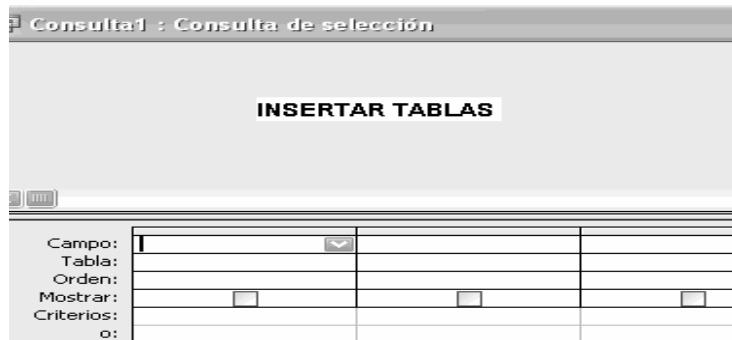 Consulta1 : Consulta de selección
INSERTAR TABLAS
Campo:
Tabla:
Orden:
Mostrar:
Criterios:
o: